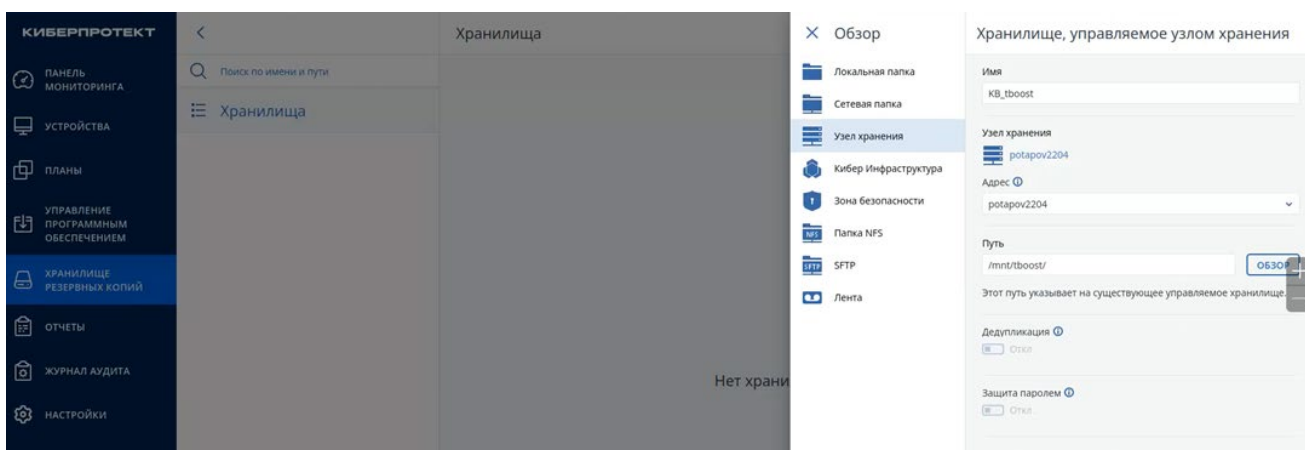 КИБЕРПРОТЕКТ
ПАНЕЛЬ
МОНИТОРИНГА
УСТРОЙСТВА
ПЛАНЫ
УПРАВЛЕНИЕ
ПРОГРАММНЫМ
ОБЕСПЕЧЕНИЕМ
ХРАНИЛИЩЕ
РЕЗЕРВНЫХ КОПИЙ
ОТЧЕТЫ
ЖУРНАЛ АУДИТА
НАСТРОЙКИ
Поиск по имени и пути
Хранилища
Хранилища
Нет храни
Обзор
Локальная папка
Сетевая папка
Узел хранения
Кибер Инфраструктура
Зона безопасности
NFS Папка NFS
SFTP SFTP
Лента
Хранилище, управляемое узлом хранения
Имя
KB_tboost
Узел хранения
potapov2204
Адрес
potapov2204
Путь
/mnt/tboost/ ОБЗОР
Этот путь указывает на существующее управляемое хранилище.
Дедупликация
Откл
Защита паролем
Откл